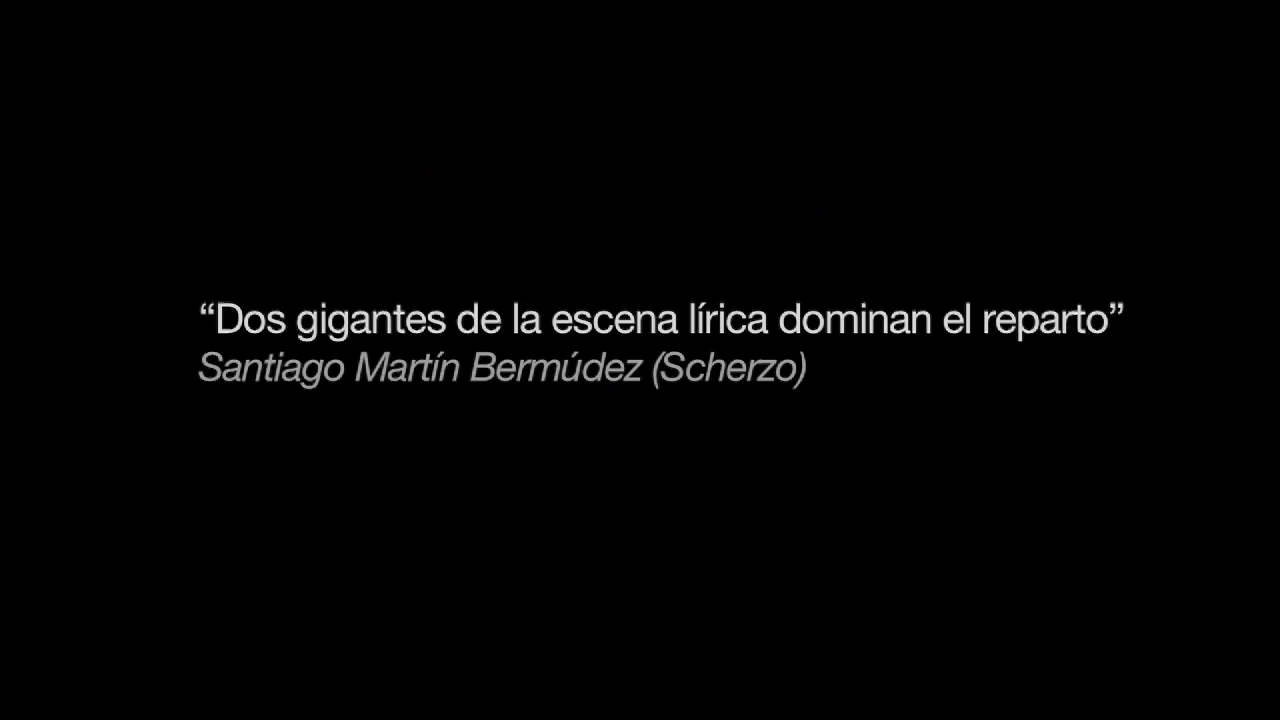 “Dos gigantes de la escena lírica dominan el reparto”
Santiago Martín Bermúdez (Scherzo)